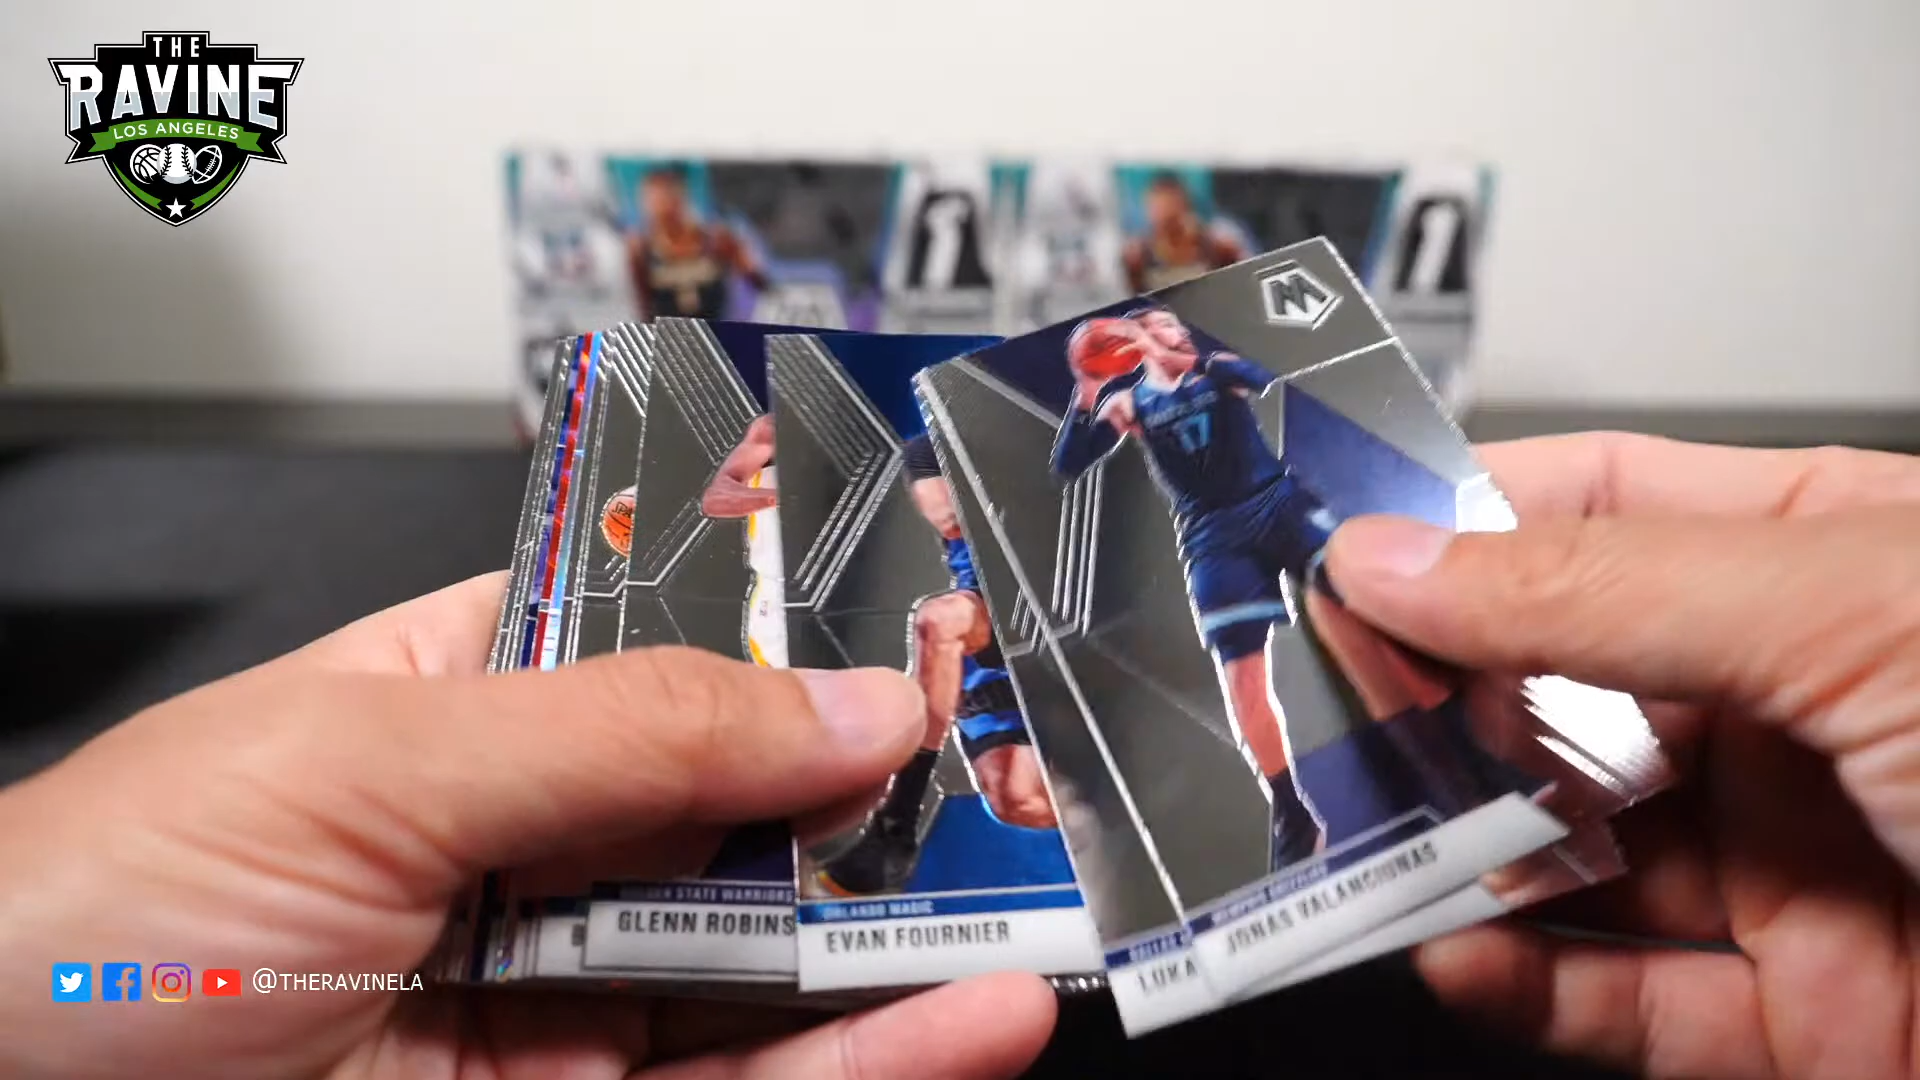 THE
RAVINE
LOS ANGELES
17
GOLDEN STATE WARRIORS
GLENN ROBINS
ORLANDO MAGIC
EVAN FOURNIER
MEMPHIS GRIZZLIES
JONAS VALANCIUNAS
LUKA
@THERAVINELA